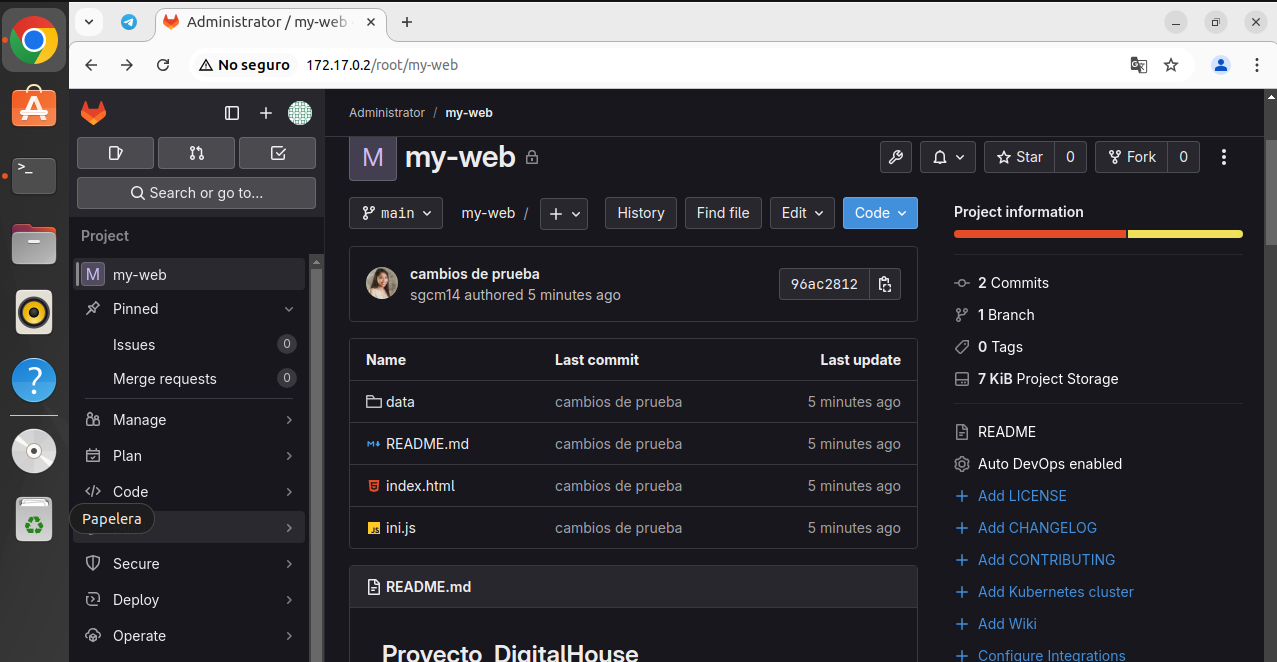 Administrator / my-web
No seguro
172.17.0.2/root/my-web
Search or go to...
Project
M my-web
Pinned
Issues 0
Merge requests 0
Manage
Plan
Code
Papelera
Secure
Deploy
Operate
Administrator / my-web
M my-web
Star 0
Fork 0
main
my-web /
History
Find file
Edit
Code
cambios de prueba
sgcm14 authored 5 minutes ago
96ac2812
Name Last commit Last update
data cambios de prueba 5 minutes ago
README.md cambios de prueba 5 minutes ago
index.html cambios de prueba 5 minutes ago
ini.js cambios de prueba 5 minutes ago
README.md
Proyecto DigitalHouse
Project information
2 Commits
1 Branch
0 Tags
7 KiB Project Storage
README
Auto DevOps enabled
Add LICENSE
Add CHANGELOG
Add CONTRIBUTING
Add Kubernetes cluster
Add Wiki
Configure Integrations